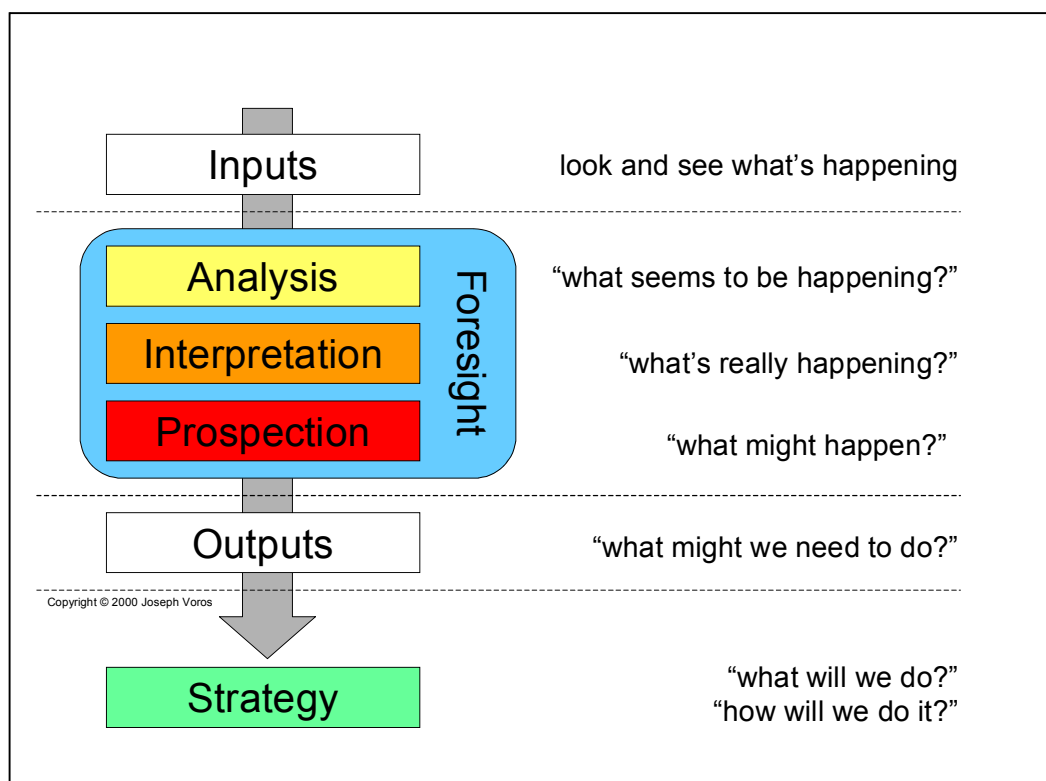 Inputs
look and see what’s happening
Analysis
“what seems to be happening?”
Interpretation
“what’s really happening?”
Prospection
“what might happen?”
Foresight
Outputs
“what might we need to do?”
Copyright © 2000 Joseph Voros
Strategy
“what will we do?”
“how will we do it?”